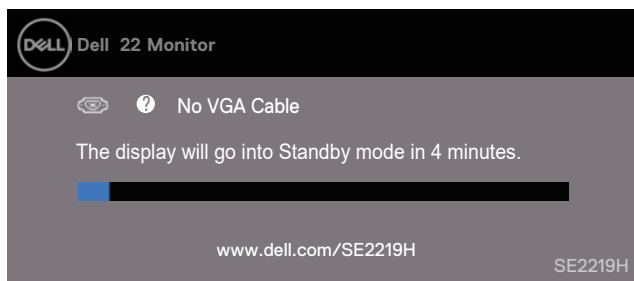 DELL Dell 22 Monitor
? No VGA Cable
The display will go into Standby mode in 4 minutes.
www.dell.com/SE2219H
SE2219H